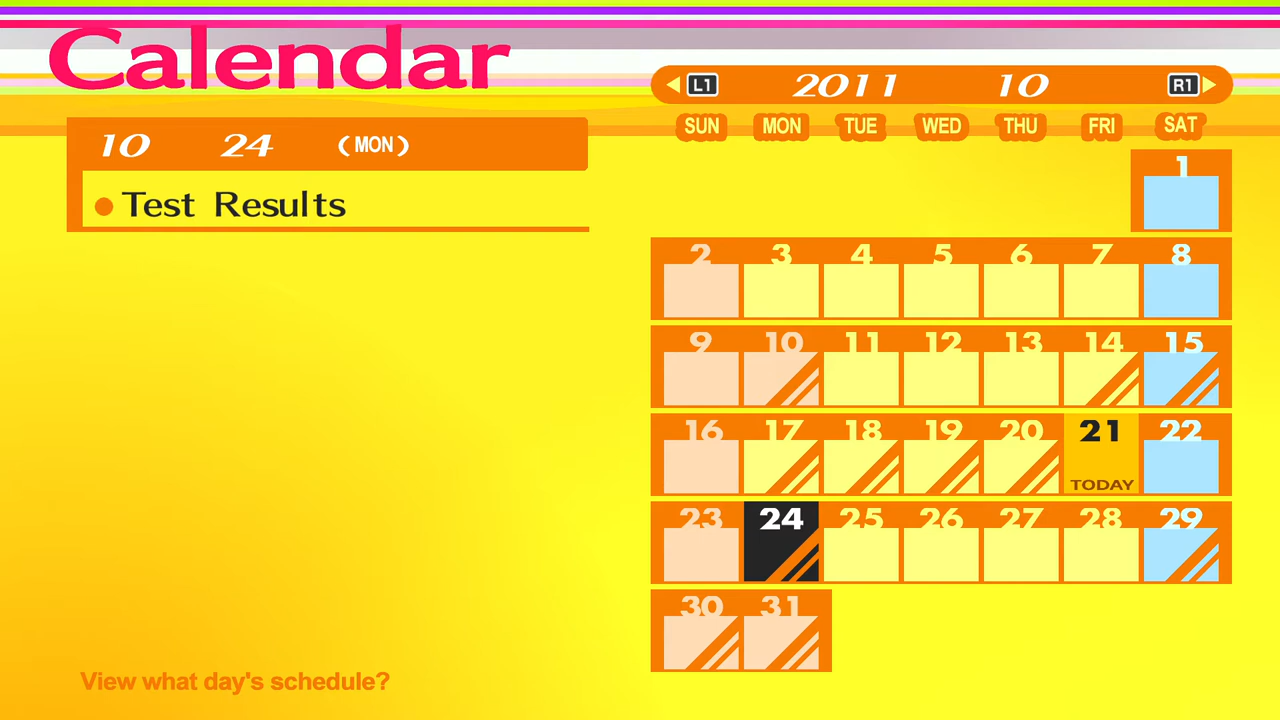 Calendar
L1 2011 10 R1
SUN MON TUE WED THU FRI SAT
10 24 (MON)
● Test Results
1
2 3 4 5 6 7 8
9 10 11 12 13 14 15
16 17 18 19 20 21 22
TODAY
23 24 25 26 27 28 29
30 31
View what day's schedule?